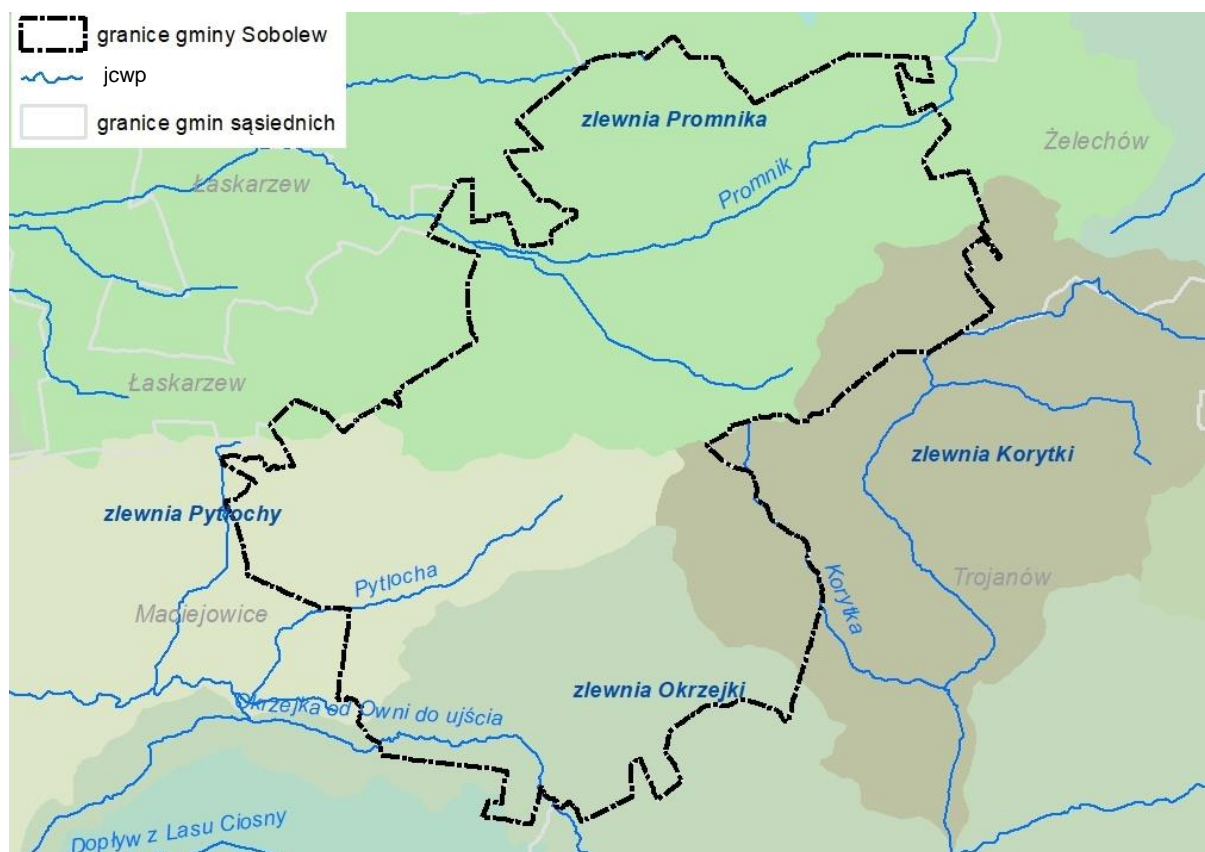 granice gminy Sobolew
jcwp
granice gmin sąsiednich
zlewnia Promnika
Żelechów
Łaskarzew
Promnik
Łaskarzew
zlewnia Korytki
zlewnia Pytlochy
Pytlocha
Korytka
Trojanów
Maciejowice
zlewnia Okrzejki
Okrzejka od Owni do ujścia
Dopływ z Lasu Ciosny